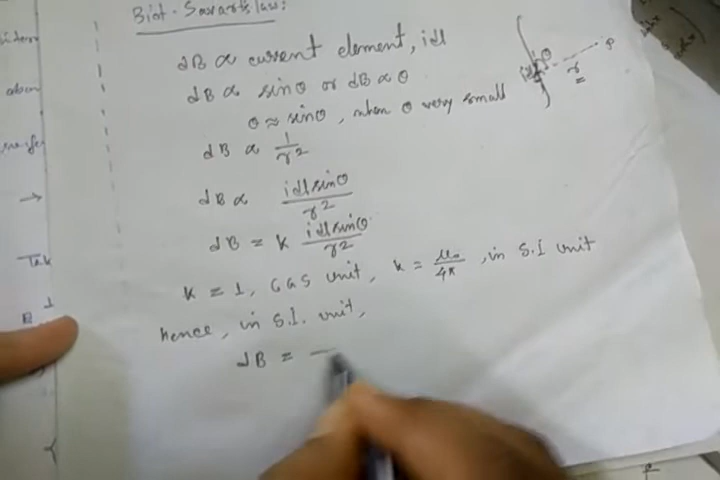 Biot-Savart's law:
dB ∝ current element, idl
dB ∝ sinθ or dB ∝ θ
θ ≈ sinθ, when θ very small
dB ∝ 1/r²
dB ∝ idl sinθ/r²
dB = K idl sinθ/r²
K = 1, CGS unit, K = μ₀/4π, in S.I unit
hence, in S.I. unit,
dB =
θ
P
r
Tak
B